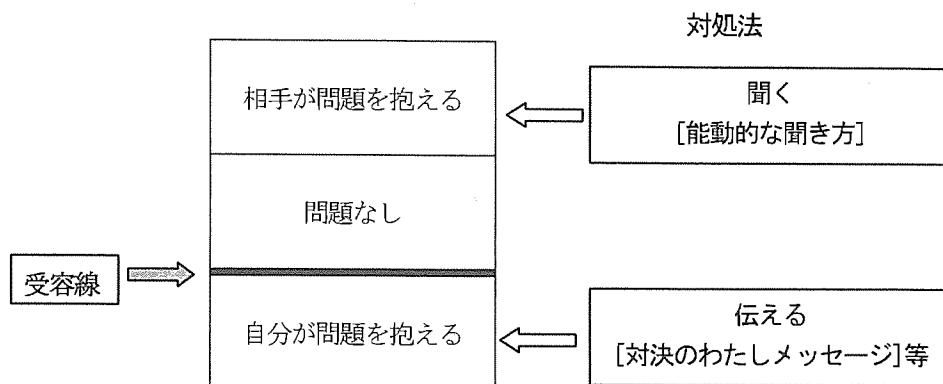 対処法
相手が問題を抱える
聞く
[能動的な聞き方]
問題なし
受容線
自分が問題を抱える
伝える
[対決のわたしメッセージ]等